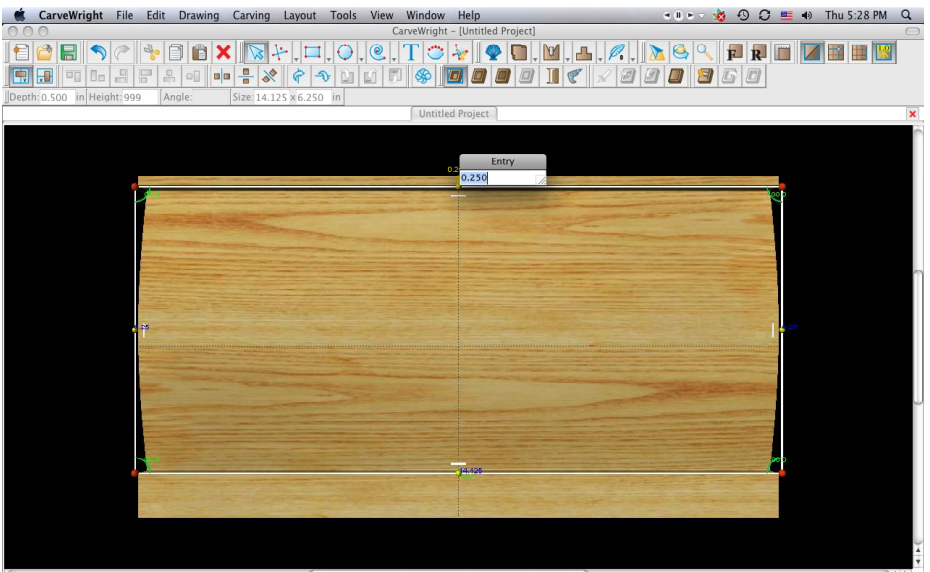 CarveWright File Edit Drawing Carving Layout Tools View Window Help Thu 5:28 PM
CarveWright – [Untitled Project]
T F R
Depth: 0.500 in Height: 999 Angle: Size: 14.125 x 6.250 in
Untitled Project
Entry
0.250
14.125